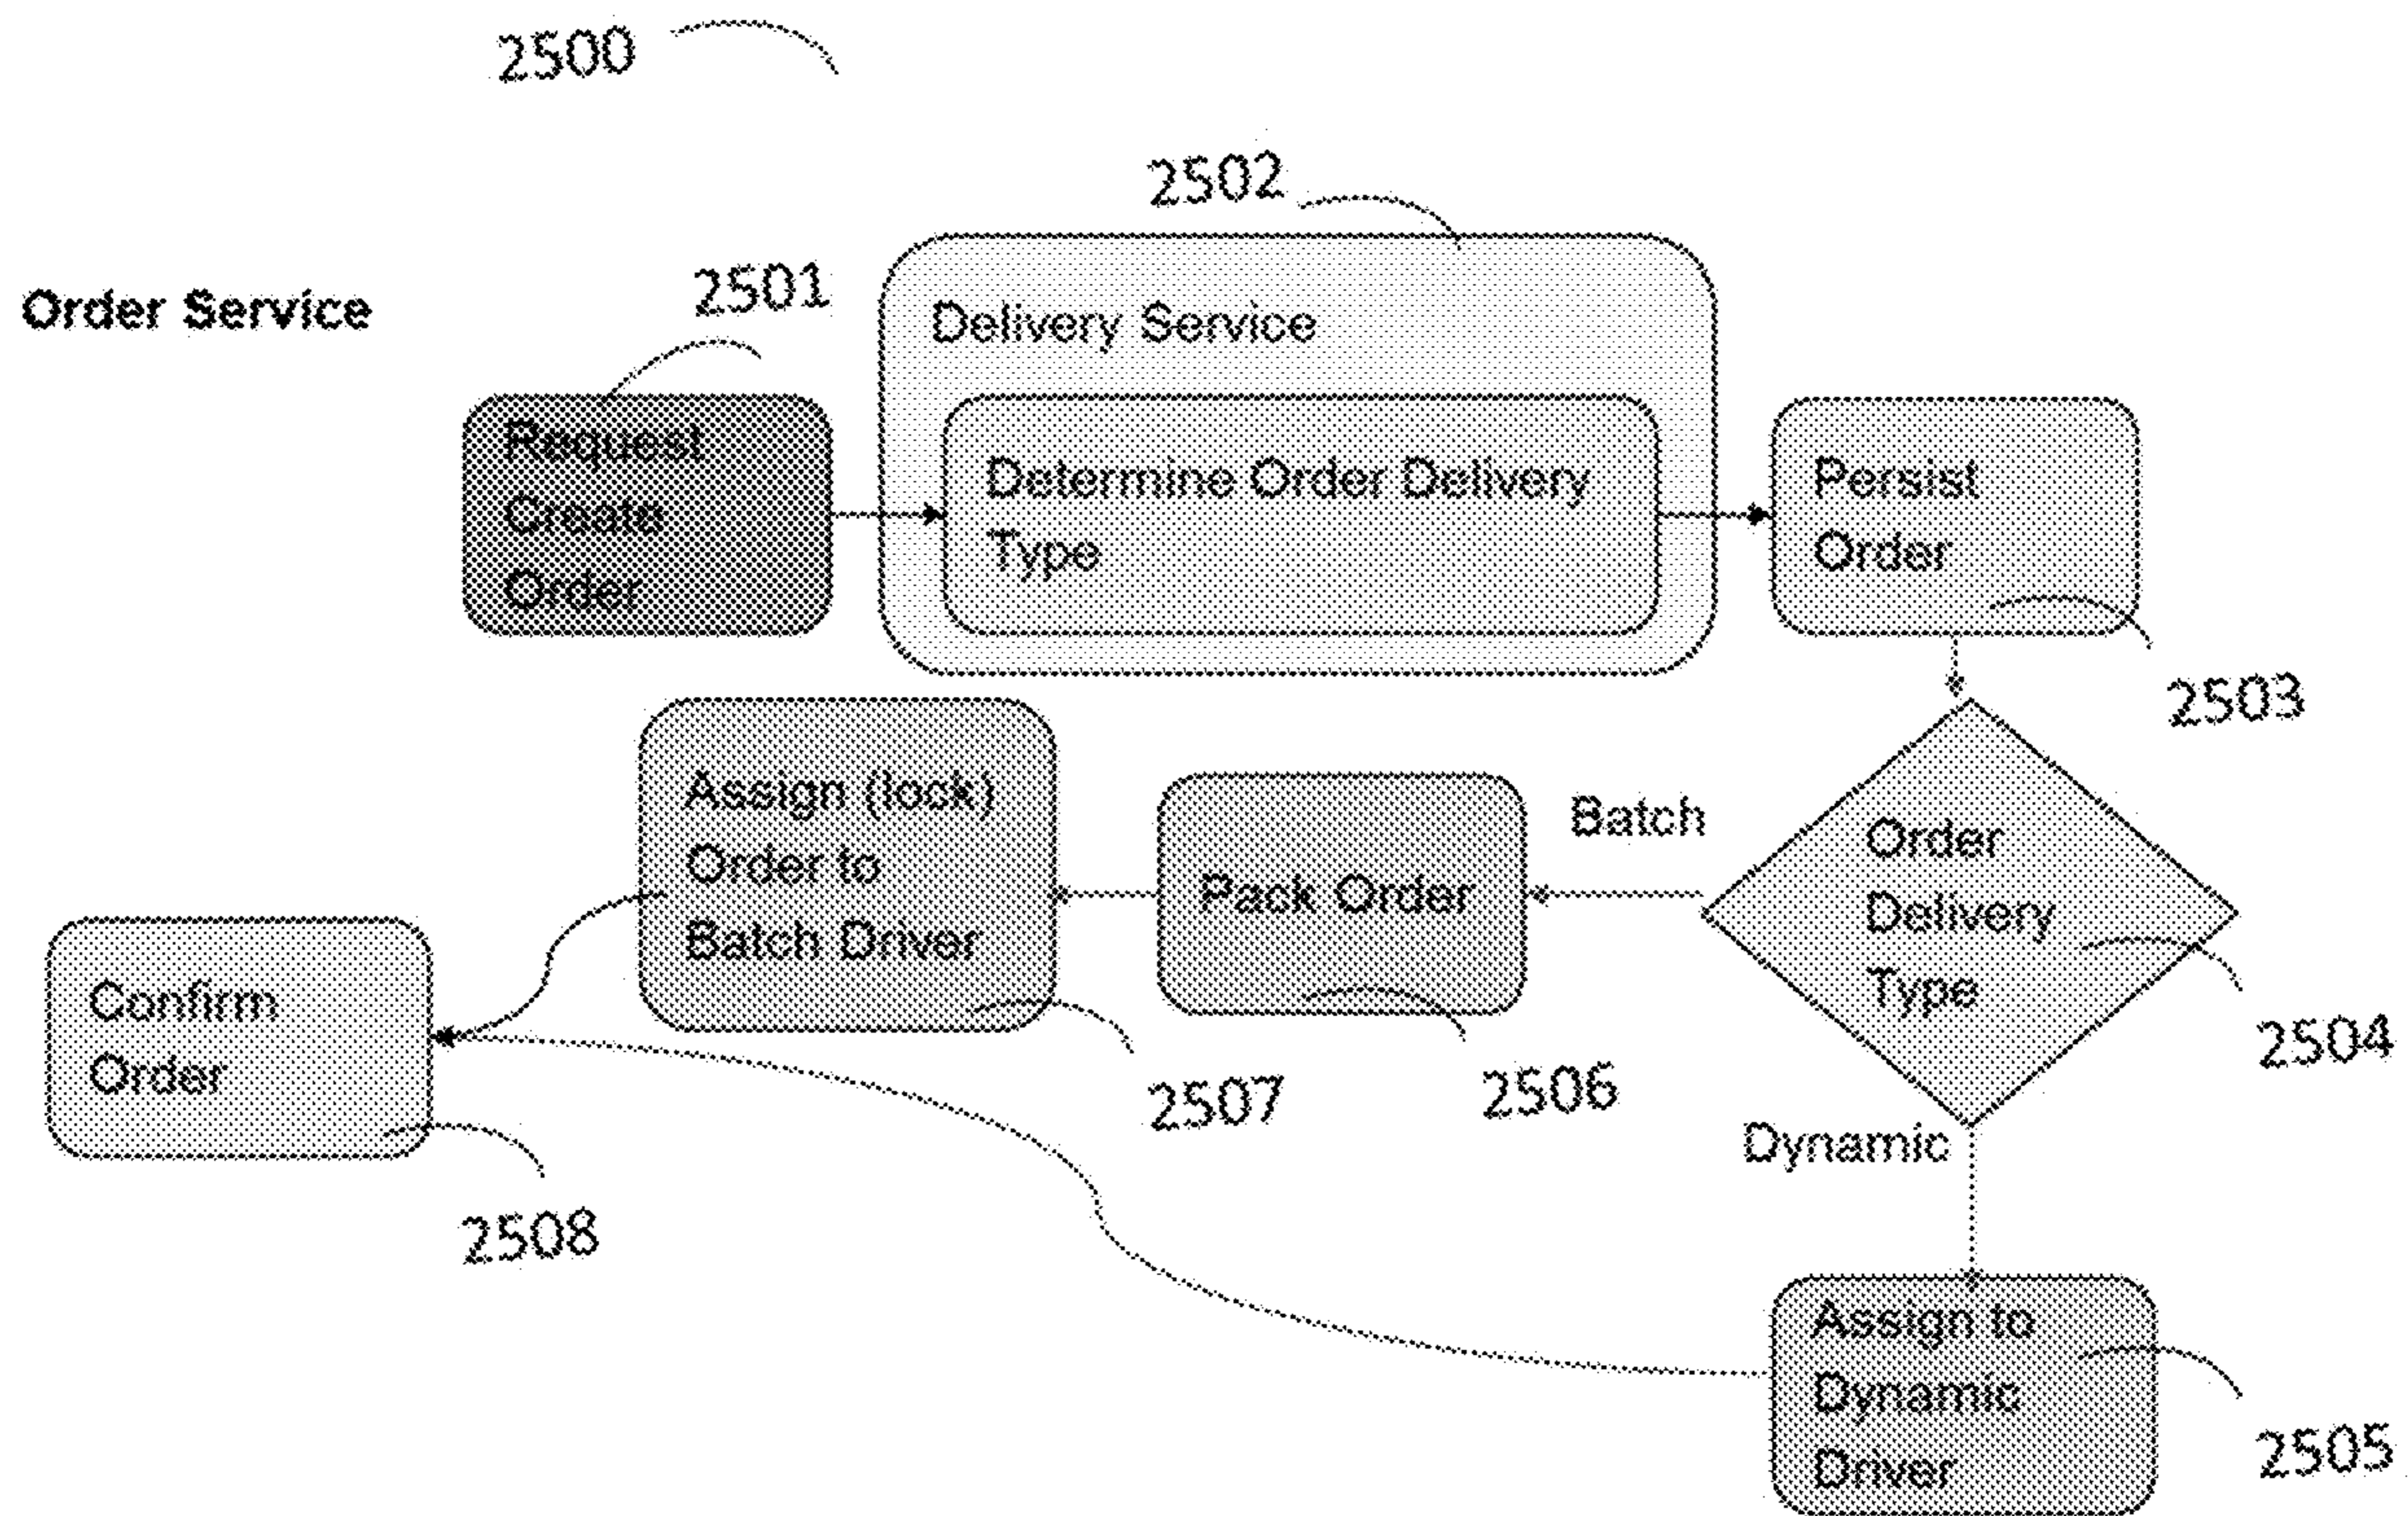 2500
2502
Order Service
2501
Delivery Service
Request
Create
Order
Determine Order Delivery
Type
Persist
Order
2503
Assign (lock)
Order to
Batch Driver
Pack Order
Batch
Order
Delivery
Type
2504
Confirm
Order
2507
2506
Dynamic
2508
Assign to
Dynamic
Driver
2505